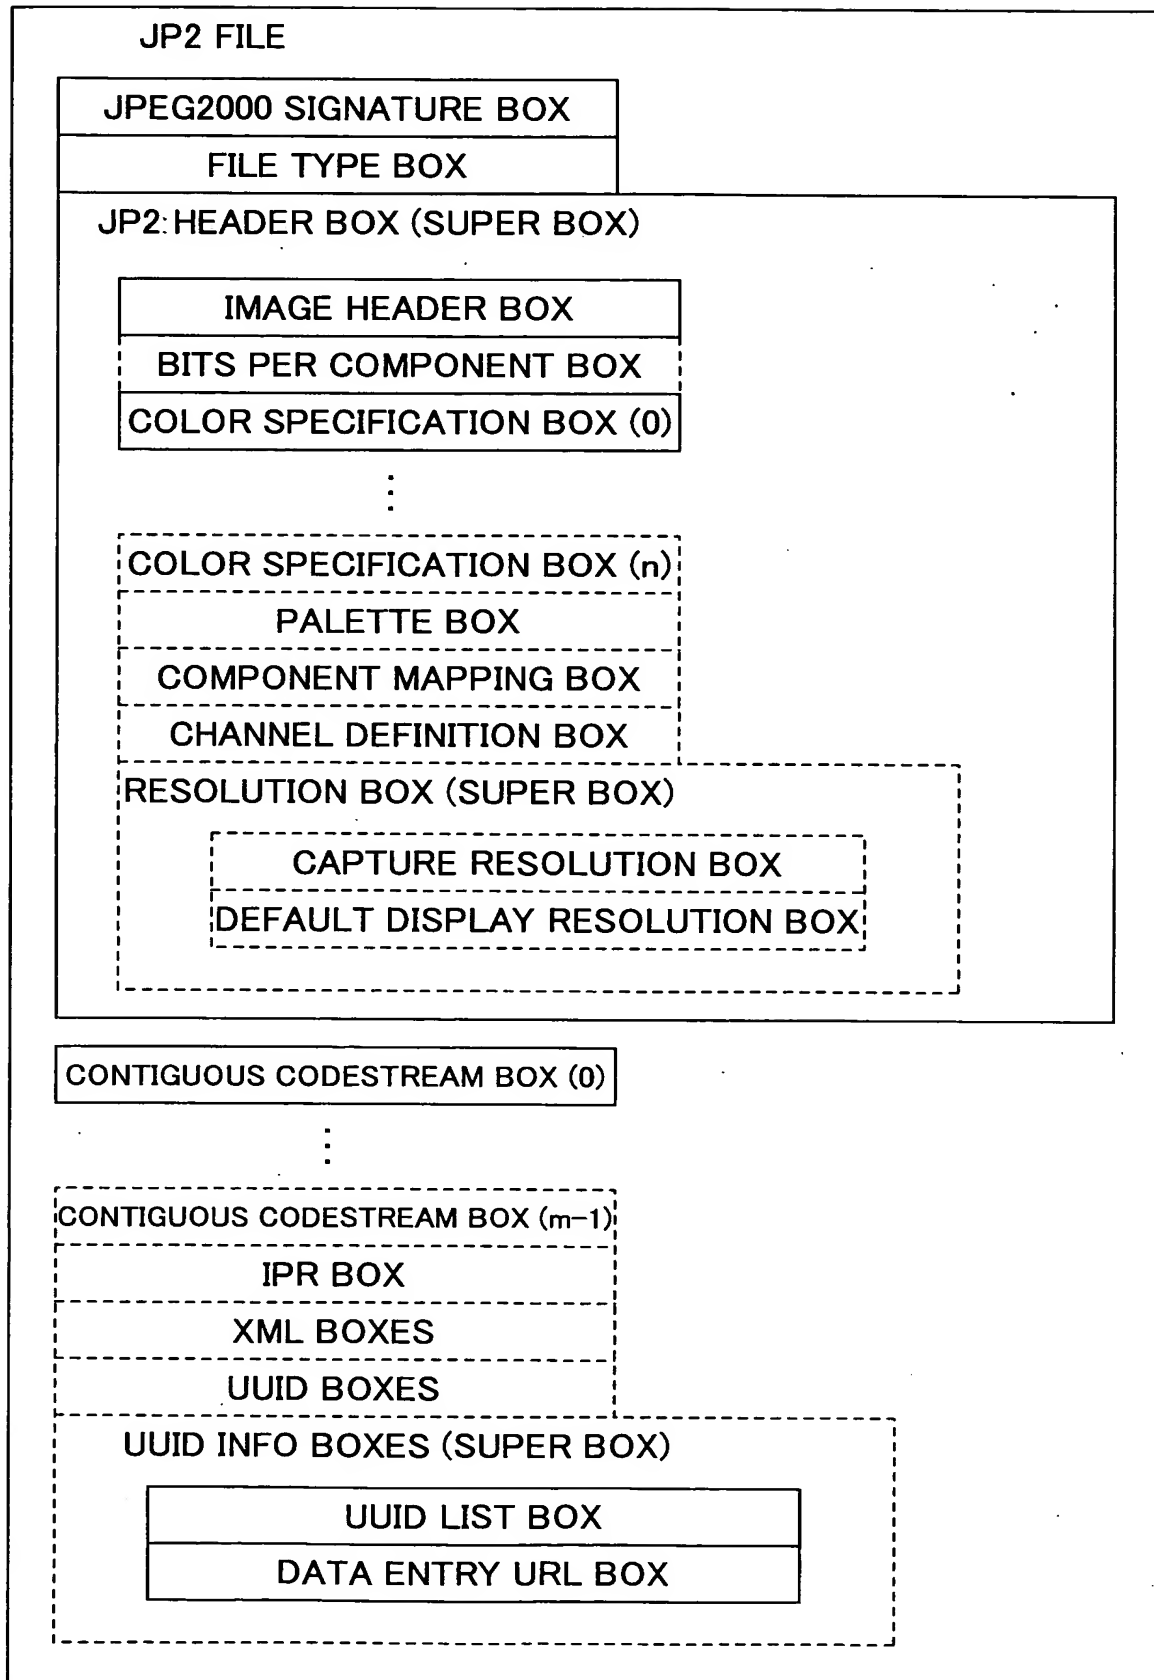 JP2 FILE
JPEG2000 SIGNATURE BOX
FILE TYPE BOX
JP2:HEADER BOX (SUPER BOX)
IMAGE HEADER BOX
BITS PER COMPONENT BOX
COLOR SPECIFICATION BOX (0)
⋮
COLOR SPECIFICATION BOX (n)
PALETTE BOX
COMPONENT MAPPING BOX
CHANNEL DEFINITION BOX
RESOLUTION BOX (SUPER BOX)
CAPTURE RESOLUTION BOX
DEFAULT DISPLAY RESOLUTION BOX
CONTIGUOUS CODESTREAM BOX (0)
⋮
CONTIGUOUS CODESTREAM BOX (m-1)
IPR BOX
XML BOXES
UUID BOXES
UUID INFO BOXES (SUPER BOX)
UUID LIST BOX
DATA ENTRY URL BOX